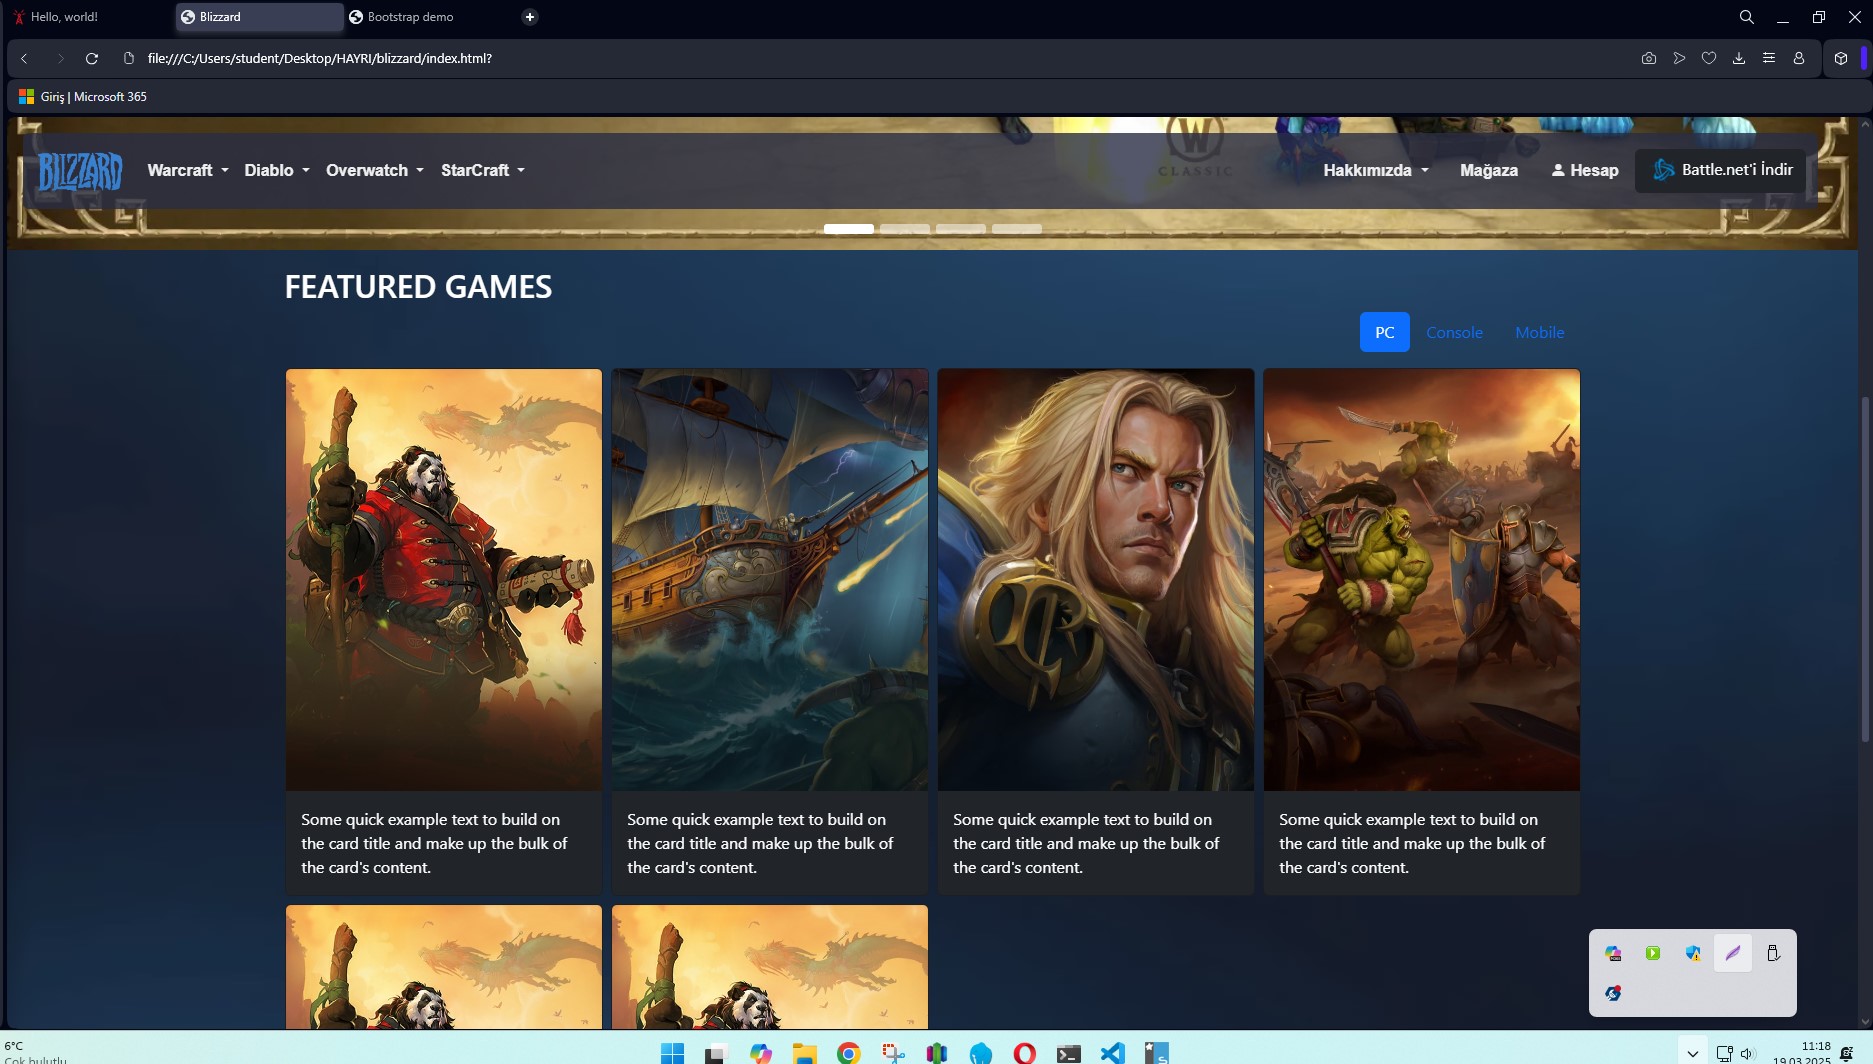 Hello, world!
Blizzard
Bootstrap demo
file:///C:/Users/student/Desktop/HAYRI/blizzard/index.html?
Giriş | Microsoft 365
BLIZZARD
Warcraft
Diablo
Overwatch
StarCraft
W
CLASSIC
Hakkımızda
Mağaza
Hesap
Battle.net'i İndir
FEATURED GAMES
PC
Console
Mobile
Some quick example text to build on
the card title and make up the bulk of
the card's content.
Some quick example text to build on
the card title and make up the bulk of
the card's content.
Some quick example text to build on
the card title and make up the bulk of
the card's content.
Some quick example text to build on
the card title and make up the bulk of
the card's content.
6°C
Çok bulutlu
11:18
19.03.2025